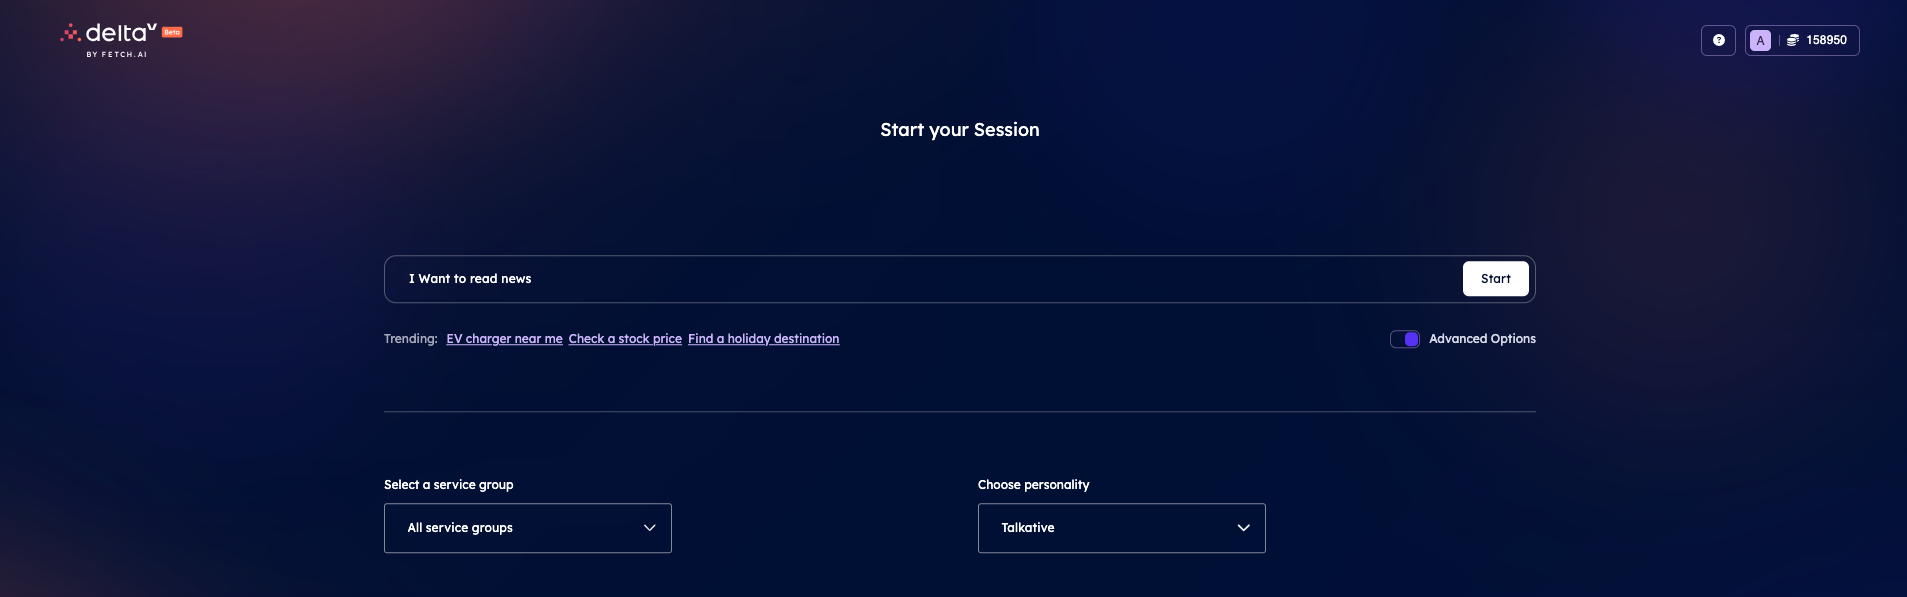 deltaV Beta
BY FETCH.AI
? A | 158950
Start your Session
I Want to read news Start
Trending: EV charger near me Check a stock price Find a holiday destination Advanced Options
Select a service group Choose personality
All service groups Talkative